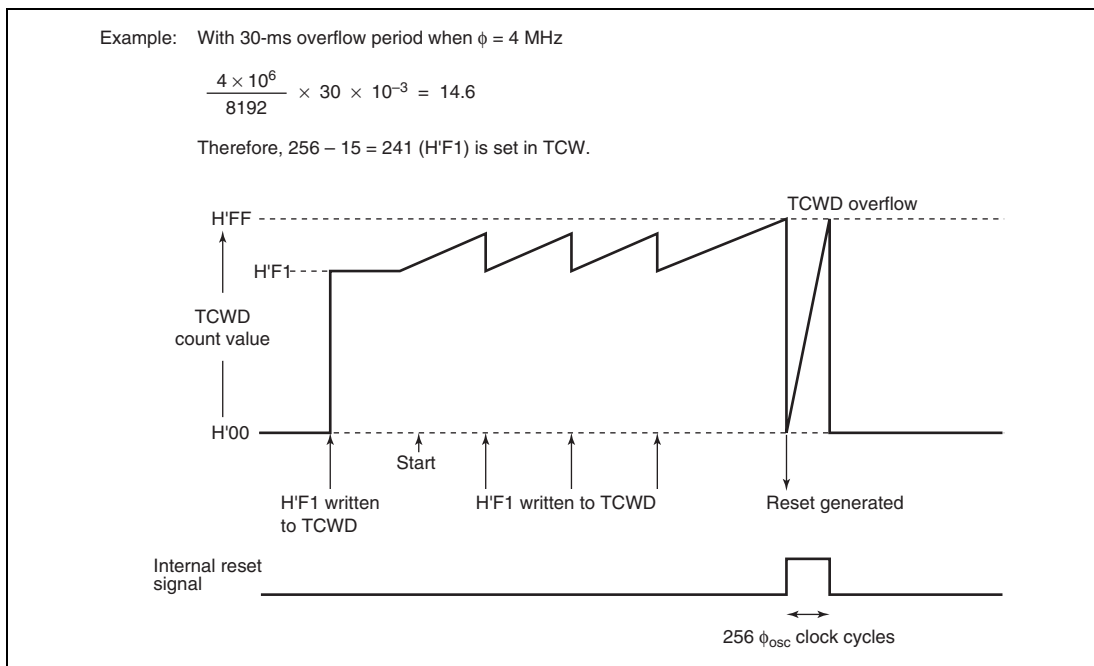 Example: With 30-ms overflow period when φ = 4 MHz
4 × 10⁶
8192
× 30 × 10⁻³ = 14.6
Therefore, 256 – 15 = 241 (H'F1) is set in TCW.
TCWD overflow
H'FF
H'F1
TCWD
count value
H'00
Start
H'F1 written
to TCWD
H'F1 written to TCWD
Reset generated
Internal reset
signal
256 φosc clock cycles